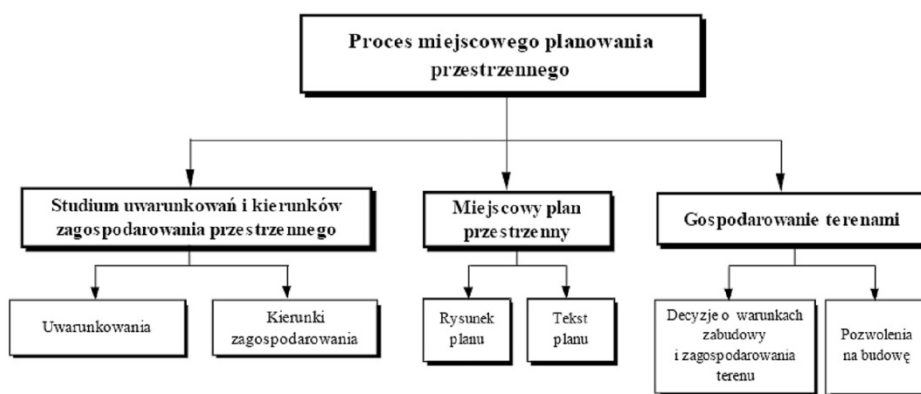 Proces miejscowego planowania
przestrzennego
Studium uwarunkowań i kierunków
zagospodarowania przestrzennego
Miejscowy plan
przestrzenny
Gospodarowanie terenami
Uwarunkowania
Kierunki
zagospodarowania
Rysunek
planu
Tekst
planu
Decyzje o warunkach
zabudowy
i zagospodarowania
terenu
Pozwolenia
na budowę